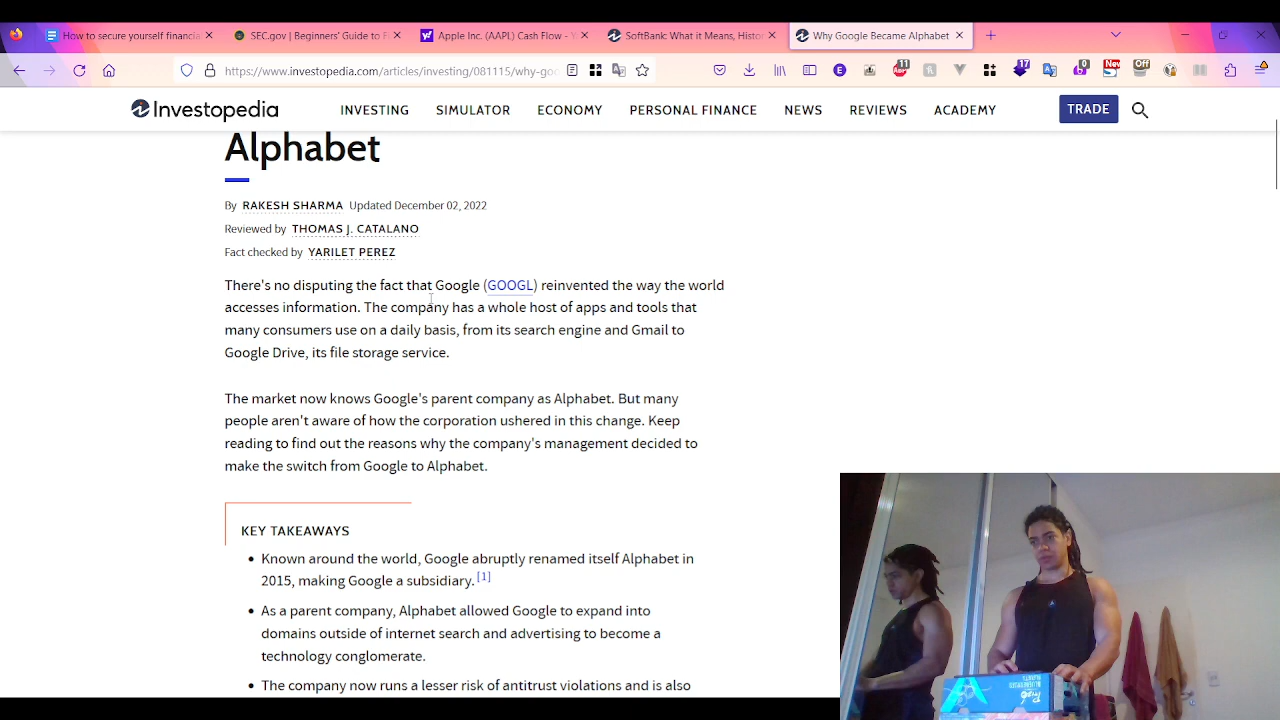 How to secure yourself financia
SEC.gov | Beginners' Guide to Fi
Apple Inc. (AAPL) Cash Flow - Y
SoftBank: What it Means, Histor
Why Google Became Alphabet
https://www.investopedia.com/articles/investing/081115/why-goo
11
0
New
17
Off
Investopedia
INVESTING
SIMULATOR
ECONOMY
PERSONAL FINANCE
NEWS
REVIEWS
ACADEMY
TRADE
Alphabet
By RAKESH SHARMA Updated December 02, 2022
Reviewed by THOMAS J. CATALANO
Fact checked by YARILET PEREZ
There's no disputing the fact that Google (GOOGL) reinvented the way the world
accesses information. The company has a whole host of apps and tools that
many consumers use on a daily basis, from its search engine and Gmail to
Google Drive, its file storage service.
The market now knows Google's parent company as Alphabet. But many
people aren't aware of how the corporation ushered in this change. Keep
reading to find out the reasons why the company's management decided to
make the switch from Google to Alphabet.
KEY TAKEAWAYS
• Known around the world, Google abruptly renamed itself Alphabet in
2015, making Google a subsidiary. [1]
• As a parent company, Alphabet allowed Google to expand into
domains outside of internet search and advertising to become a
technology conglomerate.
• The company now runs a lesser risk of antitrust violations and is also